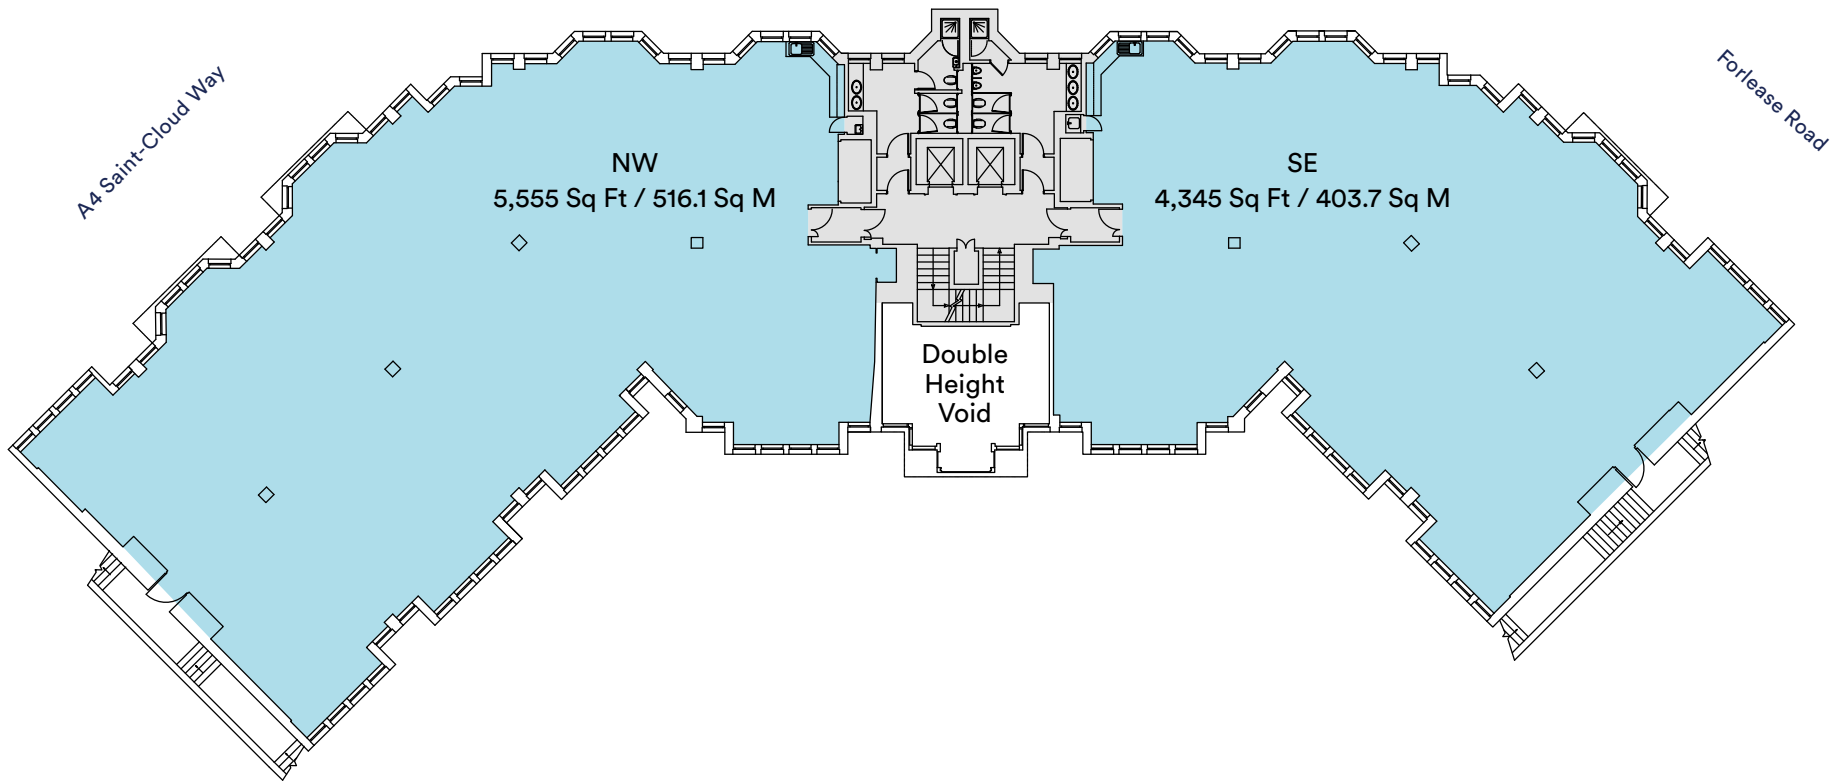 A4 Saint-Cloud Way
Forlease Road
NW
5,555 Sq Ft / 516.1 Sq M
SE
4,345 Sq Ft / 403.7 Sq M
Double
Height
Void